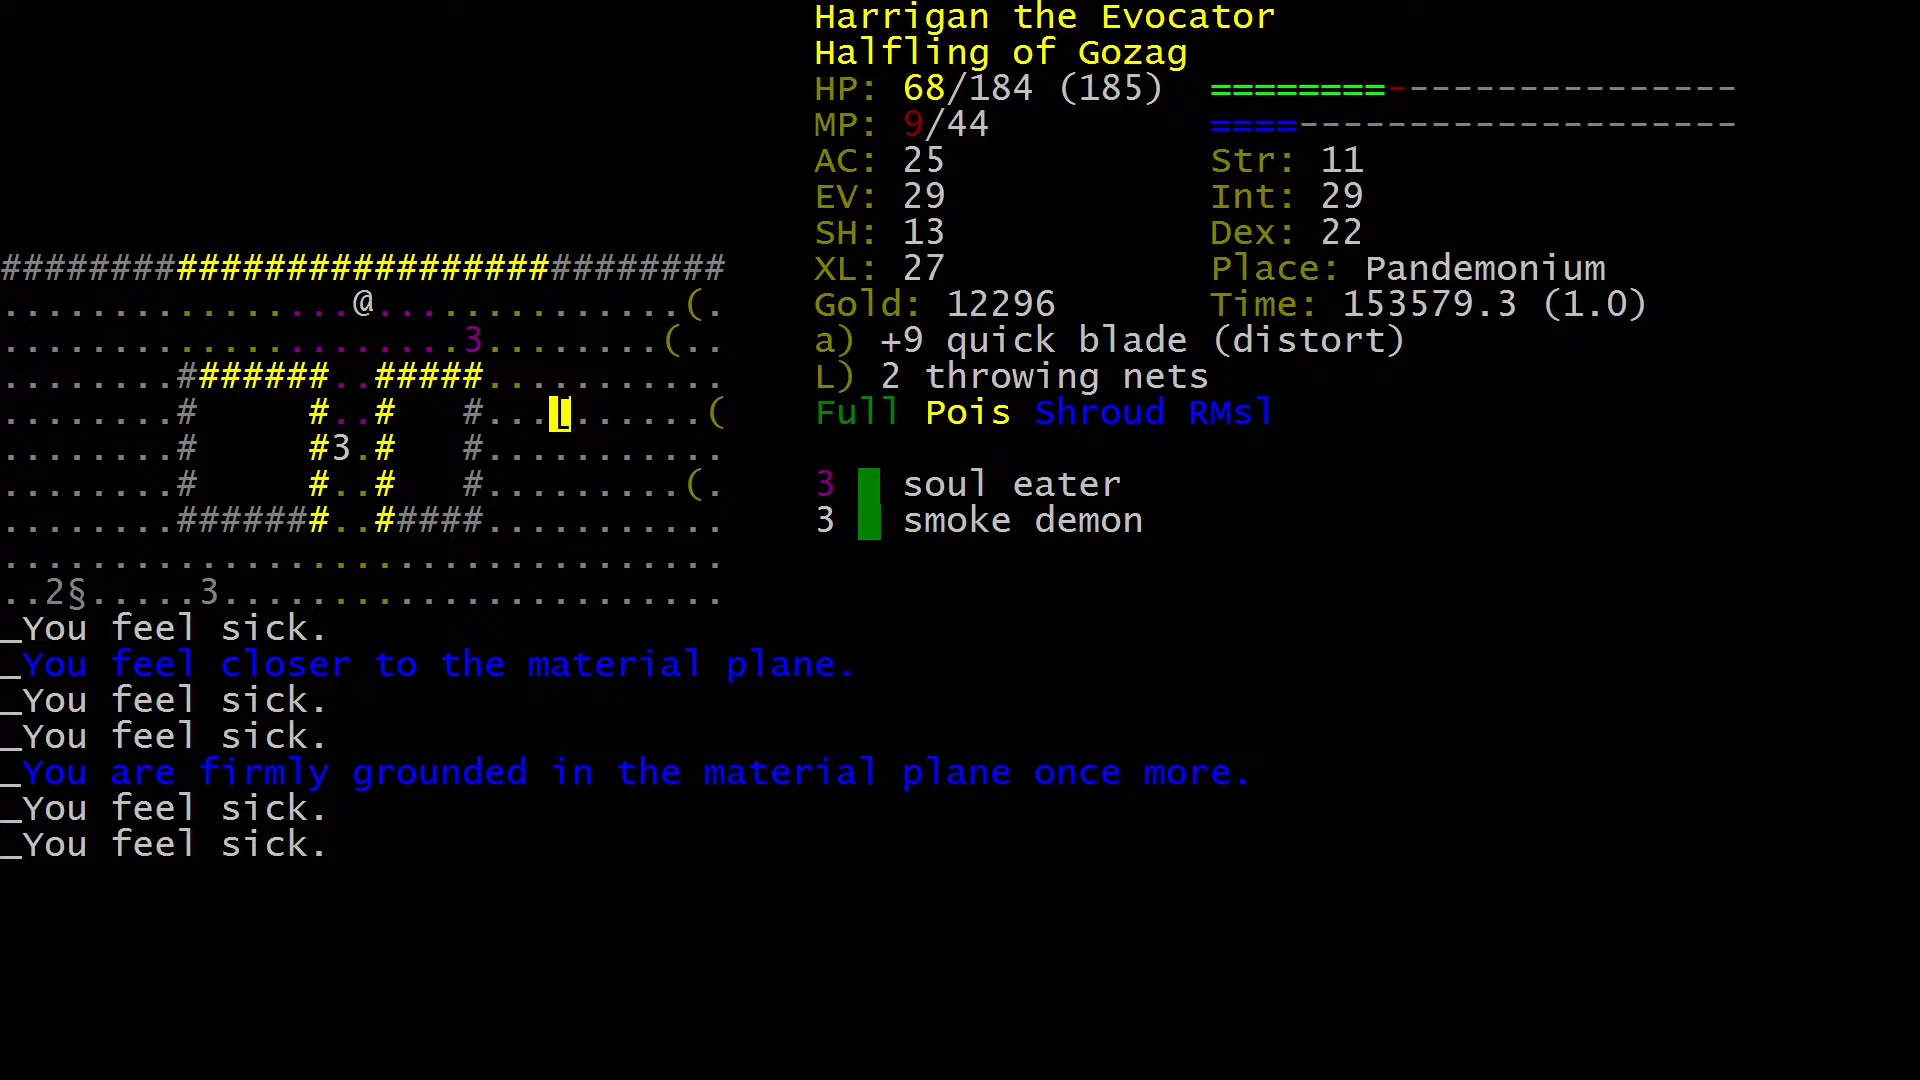 Harrigan the Evocator
Halfling of Gozag
HP: 68/184 (185) ========----------------
MP: 9/44 ====--------------------
AC: 25 Str: 11
EV: 29 Int: 29
SH: 13 Dex: 22
################################# XL: 27 Place: Pandemonium
................@..............(. Gold: 12296 Time: 153579.3 (1.0)
.....................3........(.. a) +9 quick blade (distort)
........#######..#####........... L) 2 throwing nets
........#     #..#   #...[......( Full Pois Shroud RMsl
........#     #3.#   #...........
........#     #..#   #.........(. 3 soul eater
........#######..#####........... 3 smoke demon
.................................
..2§.....3.......................
_You feel sick.
_You feel closer to the material plane.
_You feel sick.
_You feel sick.
_You are firmly grounded in the material plane once more.
_You feel sick.
_You feel sick.